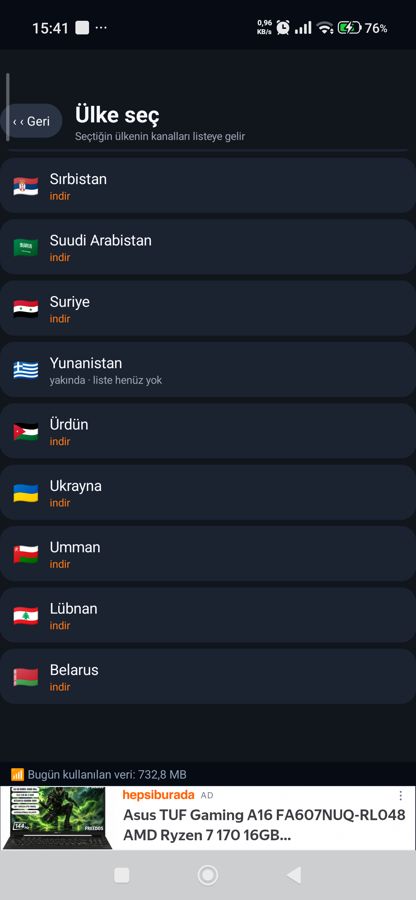 15:41
0,96
KB/s
76%
‹ ‹ Geri
Ülke seç
Seçtiğin ülkenin kanalları listeye gelir
Sırbistan
indir
Suudi Arabistan
indir
Suriye
indir
Yunanistan
yakında · liste henüz yok
Ürdün
indir
Ukrayna
indir
Umman
indir
Lübnan
indir
Belarus
indir
Bugün kullanılan veri: 732,8 MB
hepsiburada AD
Asus TUF Gaming A16 FA607NUQ-RL048
AMD Ryzen 7 170 16GB...
144
FREEDOS